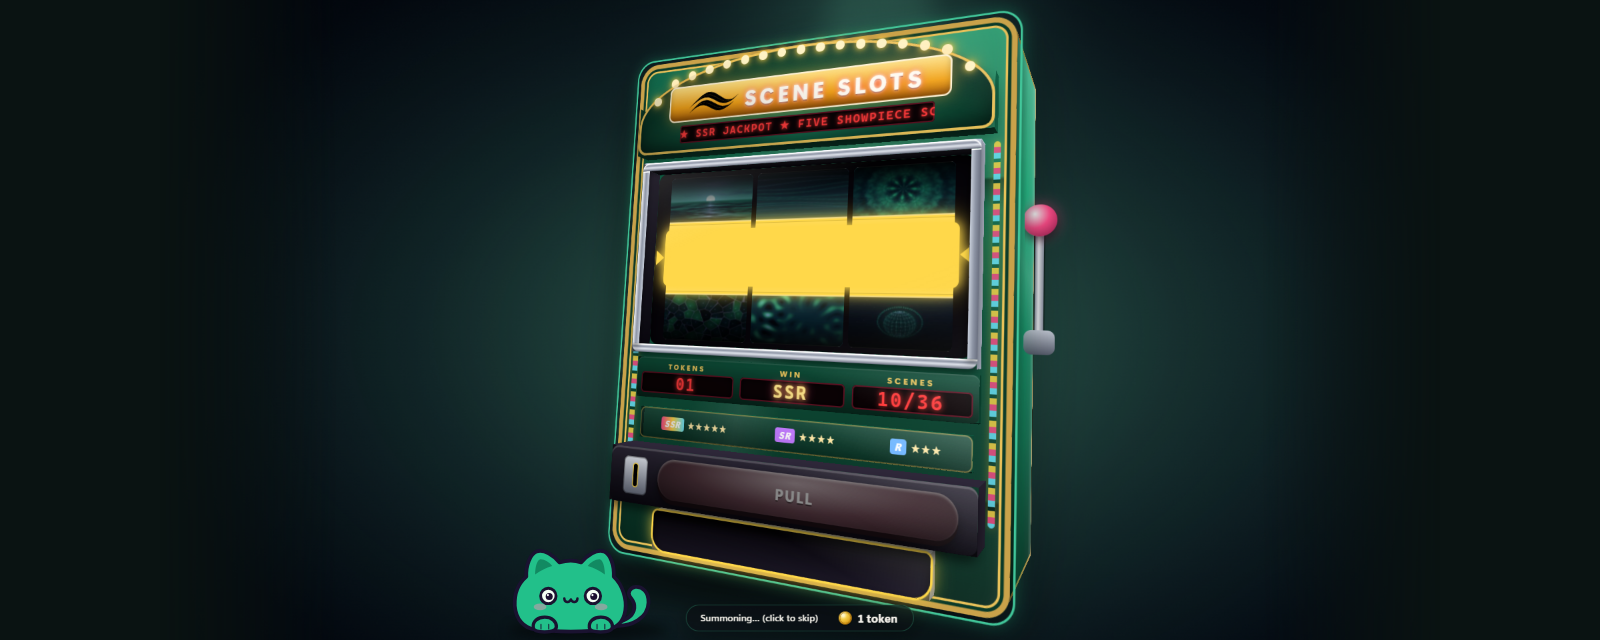 SCENE SLOTS
★ SSR JACKPOT ★ FIVE SHOWPIECE SC
TOKENS
WIN
SCENES
01
SSR
10/36
SSR ★★★★★
SR ★★★★
R ★★★
PULL
Summoning... (click to skip)
1 token